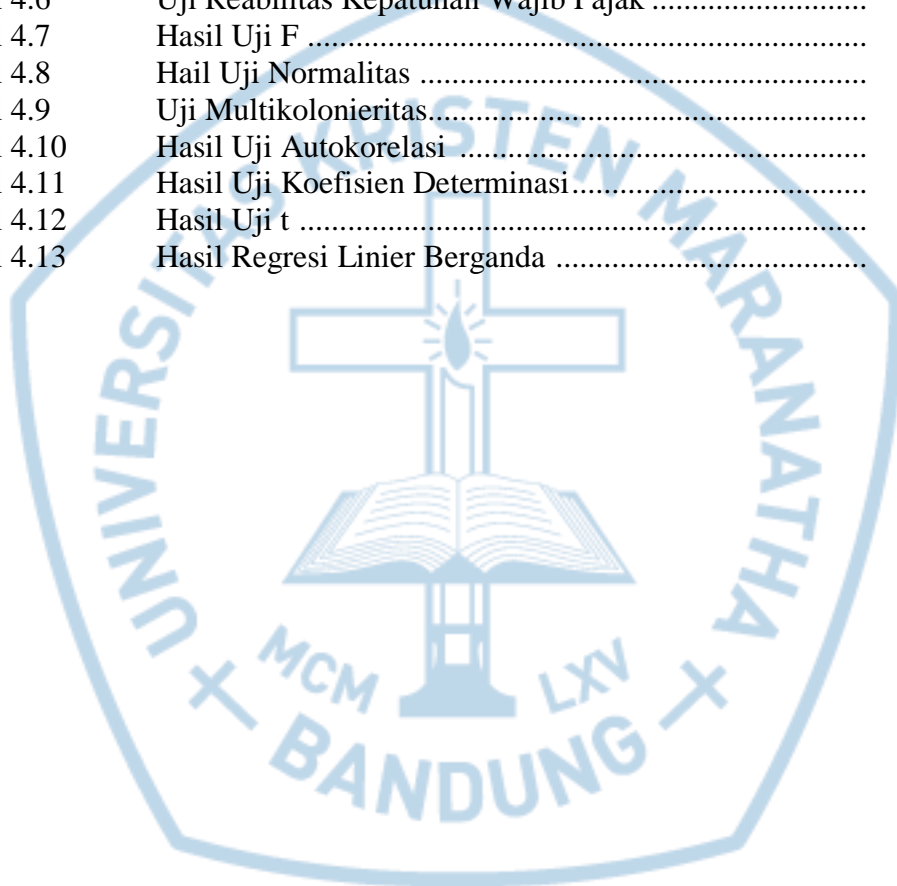 4.6 Uji Reabilitas Kepatuhan Wajib Pajak ............................
4.7 Hasil Uji F .......................................................................
4.8 Hail Uji Normalitas .........................................................
4.9 Uji Multikolonieritas........................................................
4.10 Hasil Uji Autokorelasi ....................................................
4.11 Hasil Uji Koefisien Determinasi.....................................
4.12 Hasil Uji t ........................................................................
4.13 Hasil Regresi Linier Berganda ........................................
UNIVERSITAS KRISTEN MARANATHA
MCM LXV
BANDUNG